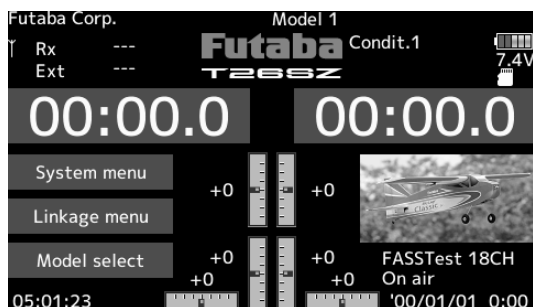 Futaba Corp. Model 1
Rx --- Futaba Condit.1
Ext --- T26SZ 7.4V
00:00.0 00:00.0
System menu
+0 +0
Linkage menu
Classic
Model select +0 +0 FASSTest 18CH
+0 +0 On air
05:01:23 '00/01/01 0:00